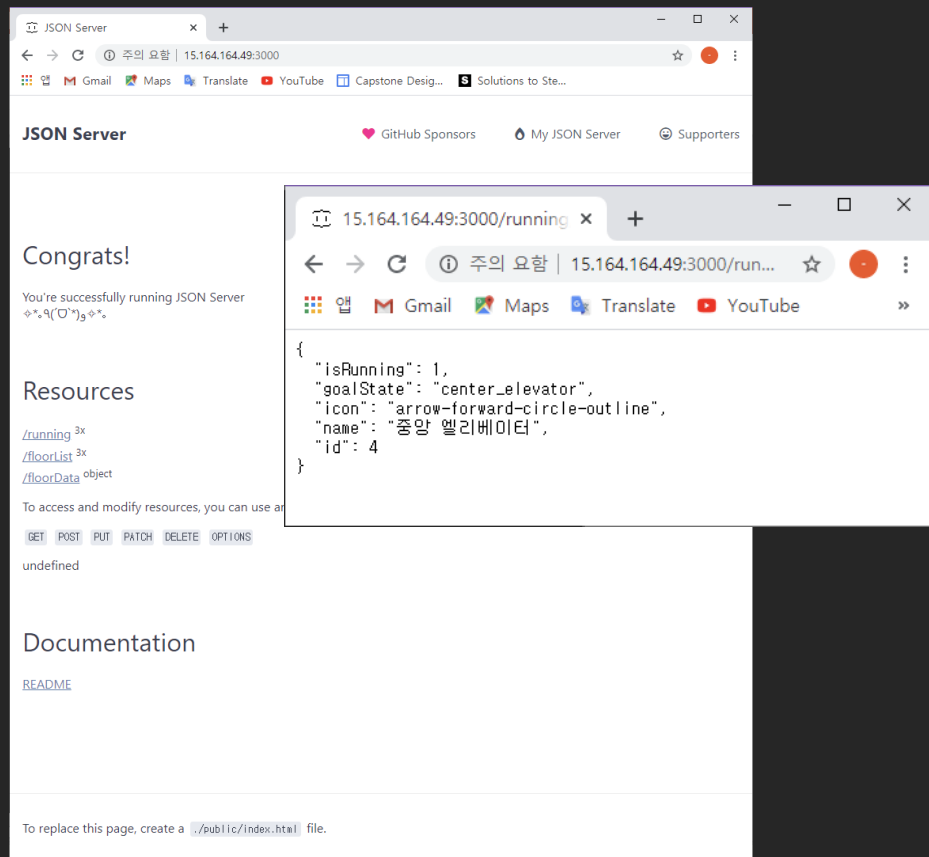 JSON Server
주의 요함 | 15.164.164.49:3000
앱 Gmail Maps Translate YouTube Capstone Desig... Solutions to Ste...
JSON Server
GitHub Sponsors
My JSON Server
Supporters
Congrats!
You're successfully running JSON Server
✧*｡٩(ˊᗜˋ*)و✧*｡
Resources
/running 3x
/floorList 3x
/floorData object
To access and modify resources, you can use
GET POST PUT PATCH DELETE OPTIONS
undefined
Documentation
README
To replace this page, create a ./public/index.html file.
15.164.164.49:3000/running
주의 요함 | 15.164.164.49:3000/run...
앱 Gmail Maps Translate YouTube »
{
"isRunning": 1,
"goalState": "center_elevator",
"icon": "arrow-forward-circle-outline",
"name": "중앙 엘리베이터",
"id": 4
}